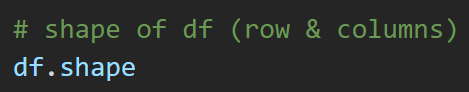 # shape of df (row & columns)
df.shape